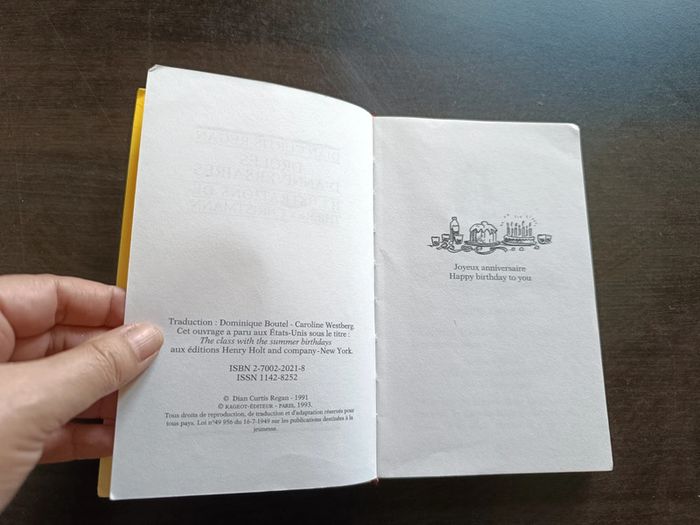 Traduction : Dominique Boutel - Caroline Westberg.
Cet ouvrage a paru aux États-Unis sous le titre :
The class with the summer birthdays
aux éditions Henry Holt and company - New York.
ISBN 2-7002-2021-8
ISSN 1142-8252
© Dian Curtis Regan - 1991
© RAGEOT-ÉDITEUR - PARIS, 1993.
Tous droits de reproduction, de traduction et d'adaptation réservés pour
tous pays. Loi n°49 956 du 16-7-1949 sur les publications destinées à la
jeunesse.
Joyeux anniversaire
Happy birthday to you